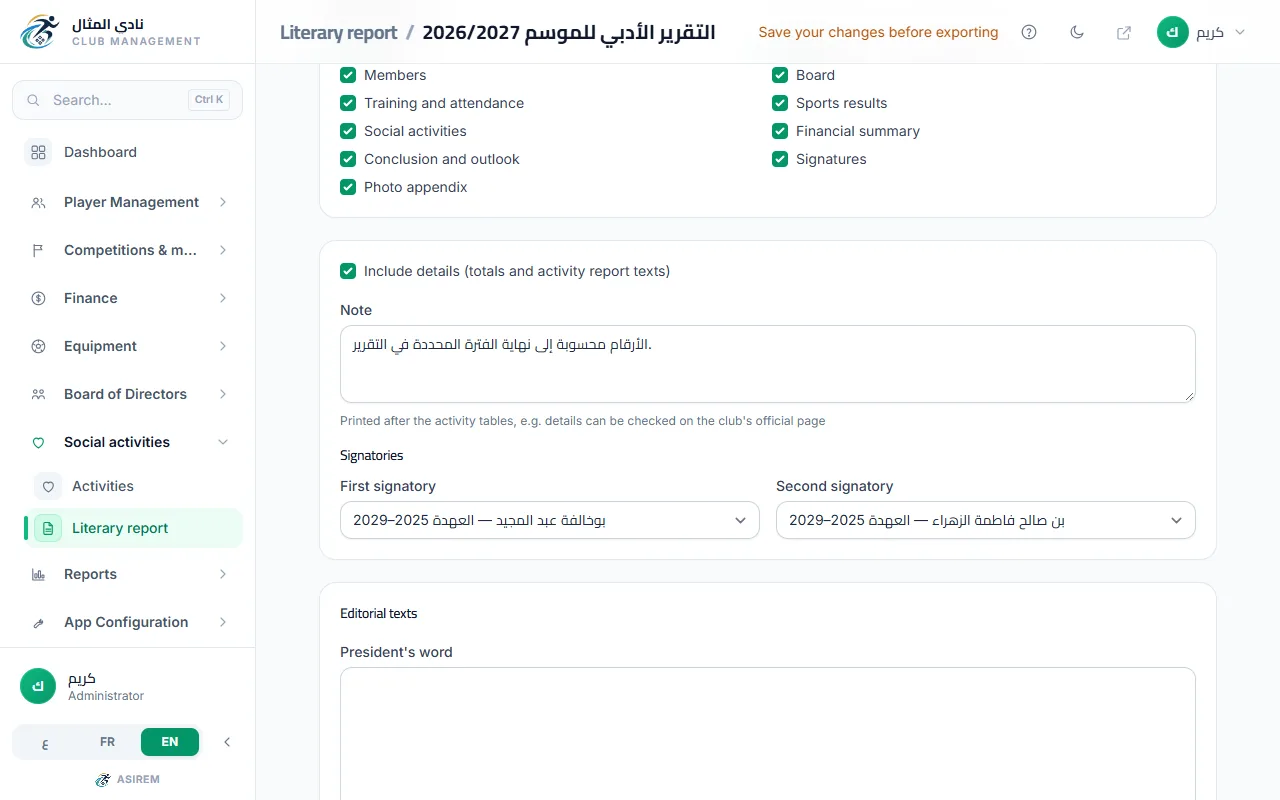 نادي المثال
CLUB MANAGEMENT
Literary report / التقرير الأدبي للموسم 2026/2027
Save your changes before exporting
ك كريم
Search... Ctrl K
Dashboard
Player Management
Competitions & m...
Finance
Equipment
Board of Directors
Social activities
Activities
Literary report
Reports
App Configuration
ك كريم
Administrator
ع FR EN
ASIREM
Members
Board
Training and attendance
Sports results
Social activities
Financial summary
Conclusion and outlook
Signatures
Photo appendix
Include details (totals and activity report texts)
Note
الأرقام محسوبة إلى نهاية الفترة المحددة في التقرير.
Printed after the activity tables, e.g. details can be checked on the club's official page
Signatories
First signatory
Second signatory
بوخالفة عبد المجيد — العهدة 2025–2029
بن صالح فاطمة الزهراء — العهدة 2025–2029
Editorial texts
President's word